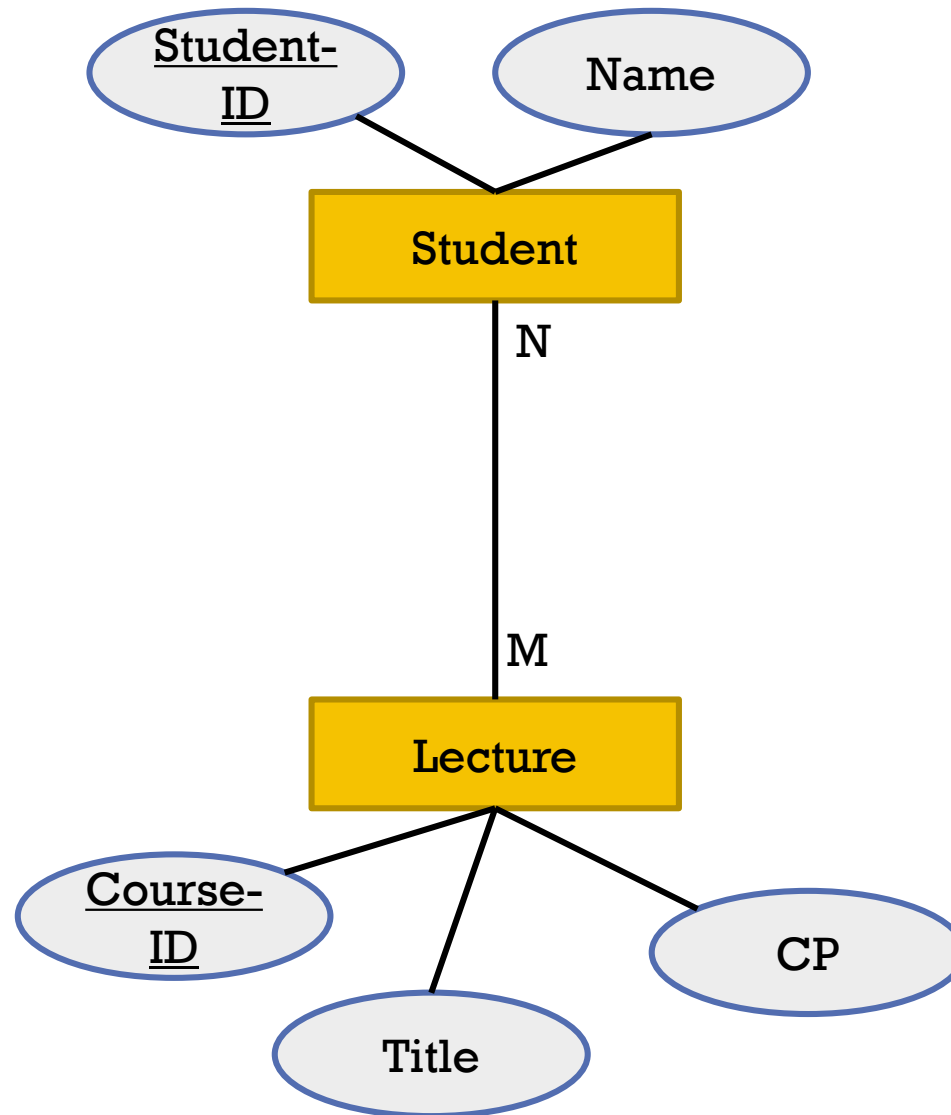 Student-
ID
Name
Student
N
M
Lecture
Course-
ID
CP
Title